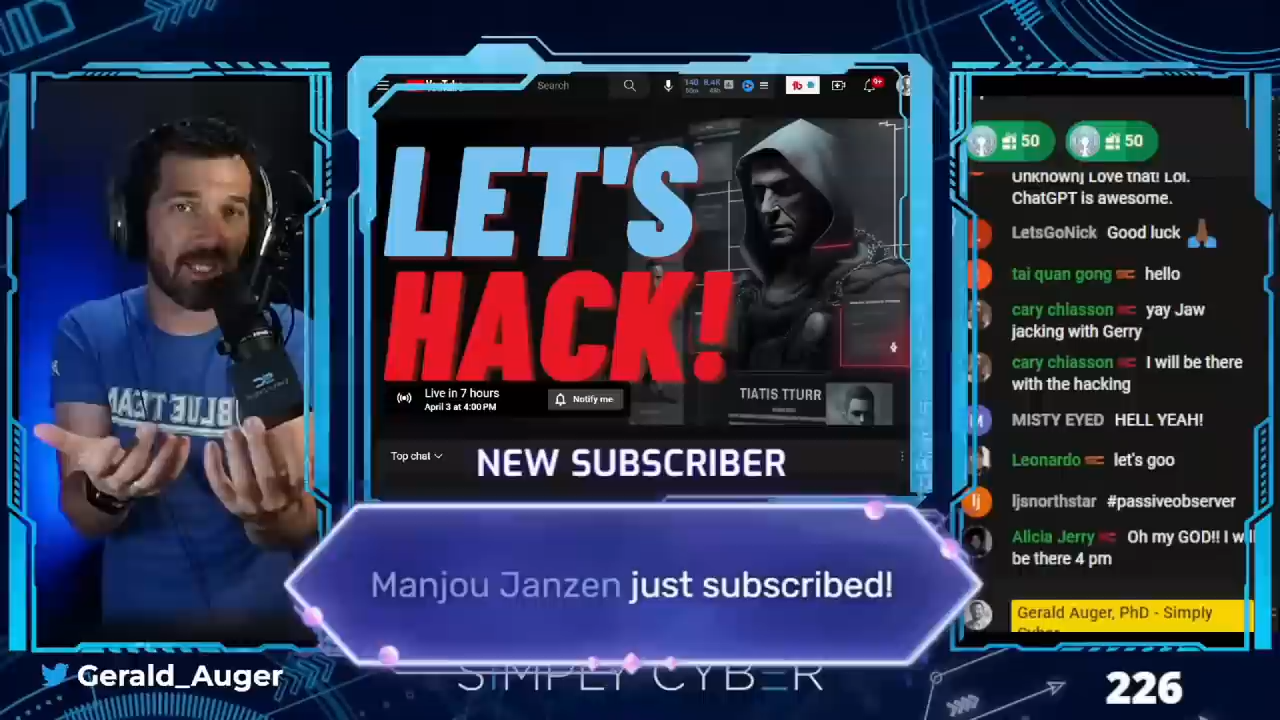 YouTube
Search
9+
LET'S
HACK!
Live in 7 hours
April 3 at 4:00 PM
Notify me
TIATIS TTURR
Top chat
NEW SUBSCRIBER
Manjou Janzen just subscribed!
BLUE TEAM
50
50
Unknown] Love that! Lol.
ChatGPT is awesome.
LetsGoNick Good luck
tai quan gong hello
cary chiasson yay Jaw
jacking with Gerry
cary chiasson I will be there
with the hacking
MISTY EYED HELL YEAH!
Leonardo let's goo
ljsnorthstar #passiveobserver
Alicia Jerry Oh my GOD!! I will
be there 4 pm
Gerald Auger, PhD - Simply
Cyber
Gerald_Auger
SIMPLY CYBER
226